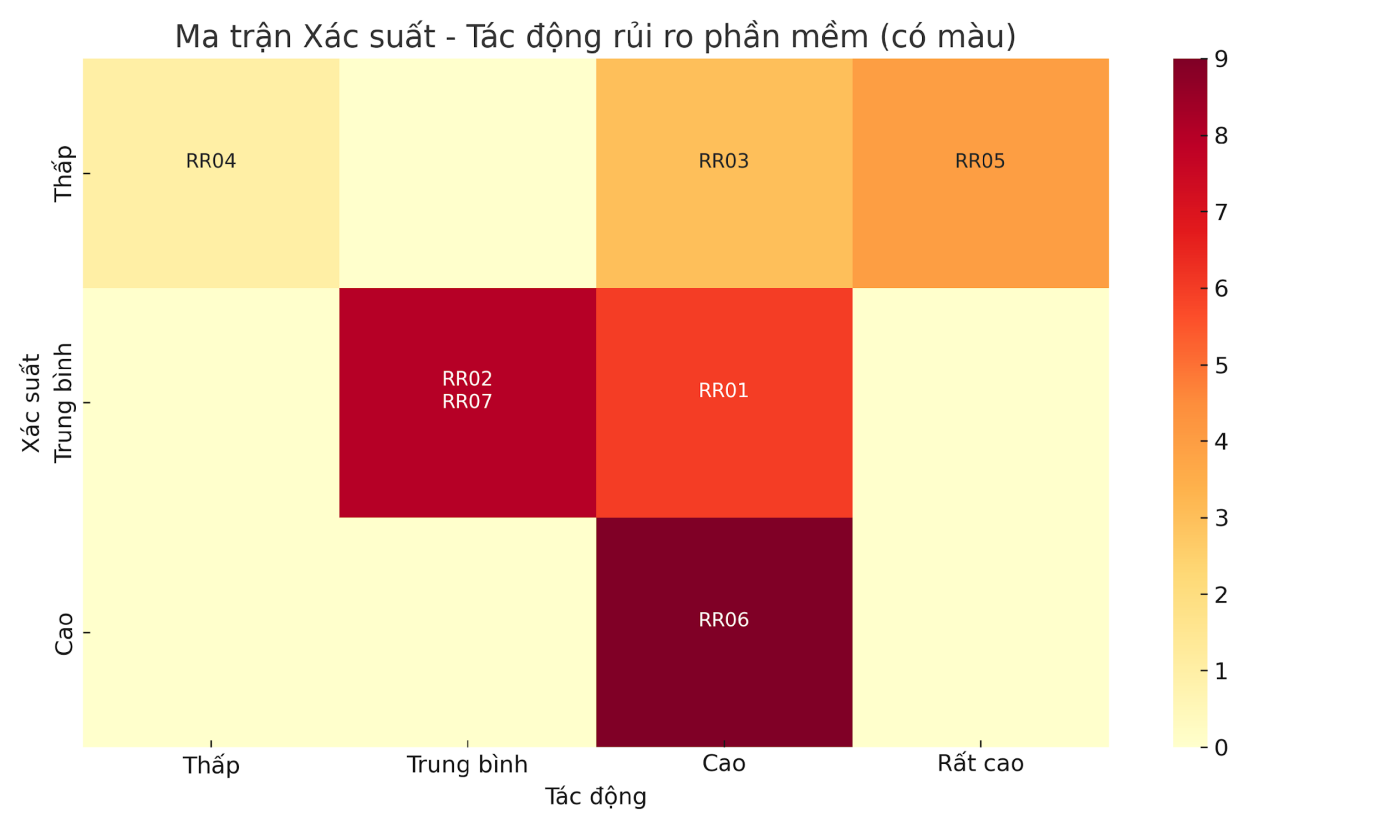 Ma trận Xác suất - Tác động rủi ro phần mềm (có màu)
Xác suất
Thấp
RR04
RR03
RR05
Trung bình
RR02
RR07
RR01
Cao
RR06
Thấp
Trung bình
Cao
Rất cao
Tác động
9
8
7
6
5
4
3
2
1
0